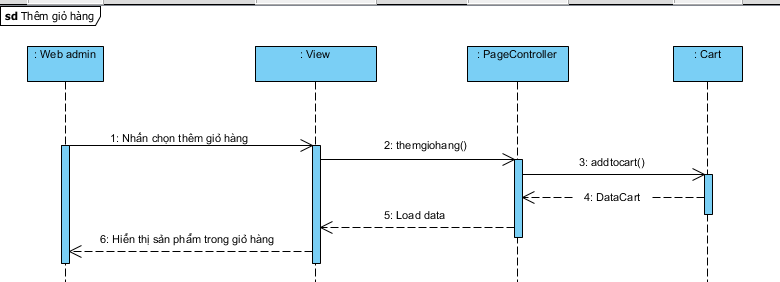 sd Thêm giỏ hàng
: Web admin
: View
: PageController
: Cart
1: Nhấn chọn thêm giỏ hàng
2: themgiohang()
3: addtocart()
4: DataCart
5: Load data
6: Hiển thị sản phẩm trong giỏ hàng